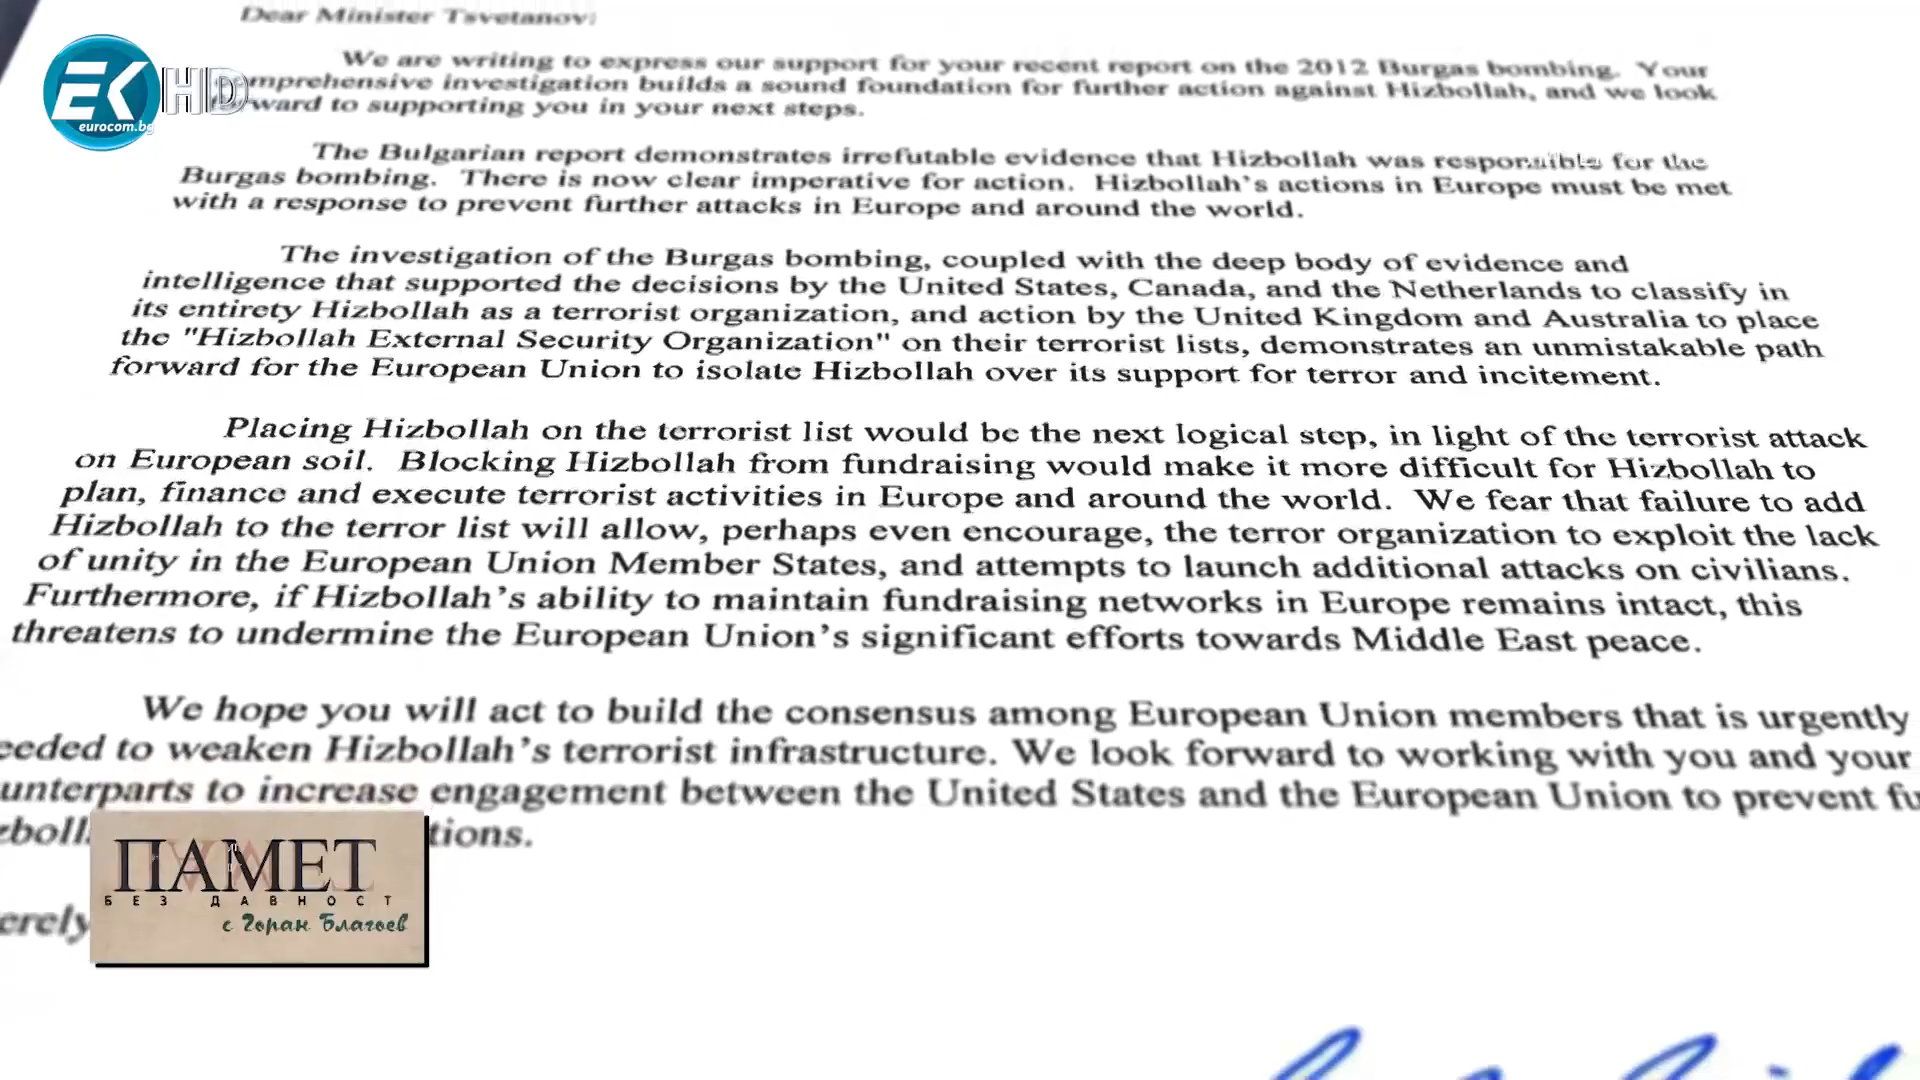 Dear Minister Tsvetanov:
EK HD
eurocom.bg
We are writing to express our support for your recent report on the 2012 Burgas bombing. Your
comprehensive investigation builds a sound foundation for further action against Hizbollah, and we look
forward to supporting you in your next steps.
The Bulgarian report demonstrates irrefutable evidence that Hizbollah was responsible for the
Burgas bombing. There is now clear imperative for action. Hizbollah's actions in Europe must be met
with a response to prevent further attacks in Europe and around the world.
The investigation of the Burgas bombing, coupled with the deep body of evidence and
intelligence that supported the decisions by the United States, Canada, and the Netherlands to classify in
its entirety Hizbollah as a terrorist organization, and action by the United Kingdom and Australia to place
the "Hizbollah External Security Organization" on their terrorist lists, demonstrates an unmistakable path
forward for the European Union to isolate Hizbollah over its support for terror and incitement.
Placing Hizbollah on the terrorist list would be the next logical step, in light of the terrorist attack
on European soil. Blocking Hizbollah from fundraising would make it more difficult for Hizbollah to
plan, finance and execute terrorist activities in Europe and around the world. We fear that failure to add
Hizbollah to the terror list will allow, perhaps even encourage, the terror organization to exploit the lack
of unity in the European Union Member States, and attempts to launch additional attacks on civilians.
Furthermore, if Hizbollah's ability to maintain fundraising networks in Europe remains intact, this
threatens to undermine the European Union's significant efforts towards Middle East peace.
We hope you will act to build the consensus among European Union members that is urgently
eeded to weaken Hizbollah's terrorist infrastructure. We look forward to working with you and your
unterparts to increase engagement between the United States and the European Union to prevent fu
zboll tions.
erely
ПАМЕТ
БЕЗ ДАВНОСТ
с Горан Благоев